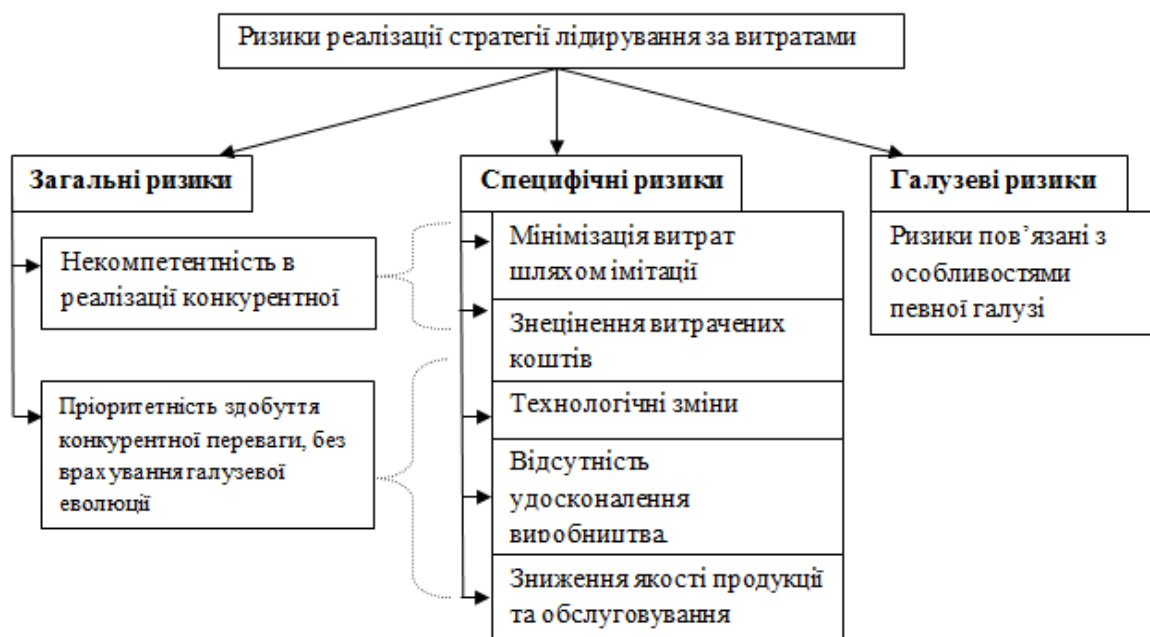 Ризики реалізації стратегії лідирування за витратами
Загальні ризики
Некомпетентність в
реалізації конкурентної
Пріоритетність здобуття
конкурентної переваги, без
врахування галузевої
еволюції
Специфічні ризики
Мінімізація витрат
шляхом імітації
Знецінення витрачених
коштів
Технологічні зміни
Відсутність
удосконалення
виробництва.
Зниження якості продукції
та обслуговування
Галузеві ризики
Ризики пов’язані з
особливостями
певної галузі